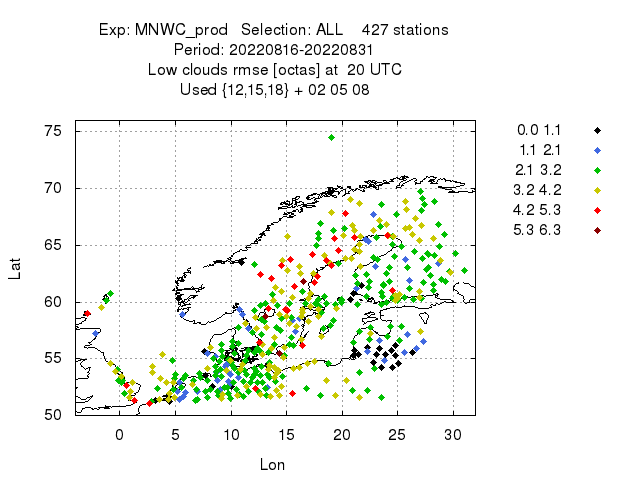 Exp: MNWC_prod Selection: ALL 427 stations
Period: 20220816-20220831
Low clouds rmse [octas] at 20 UTC
Used {12,15,18} + 02 05 08
0.0 1.1
1.1 2.1
2.1 3.2
3.2 4.2
4.2 5.3
5.3 6.3
75
70
65
60
55
50
Lat
0 5 10 15 20 25 30
Lon